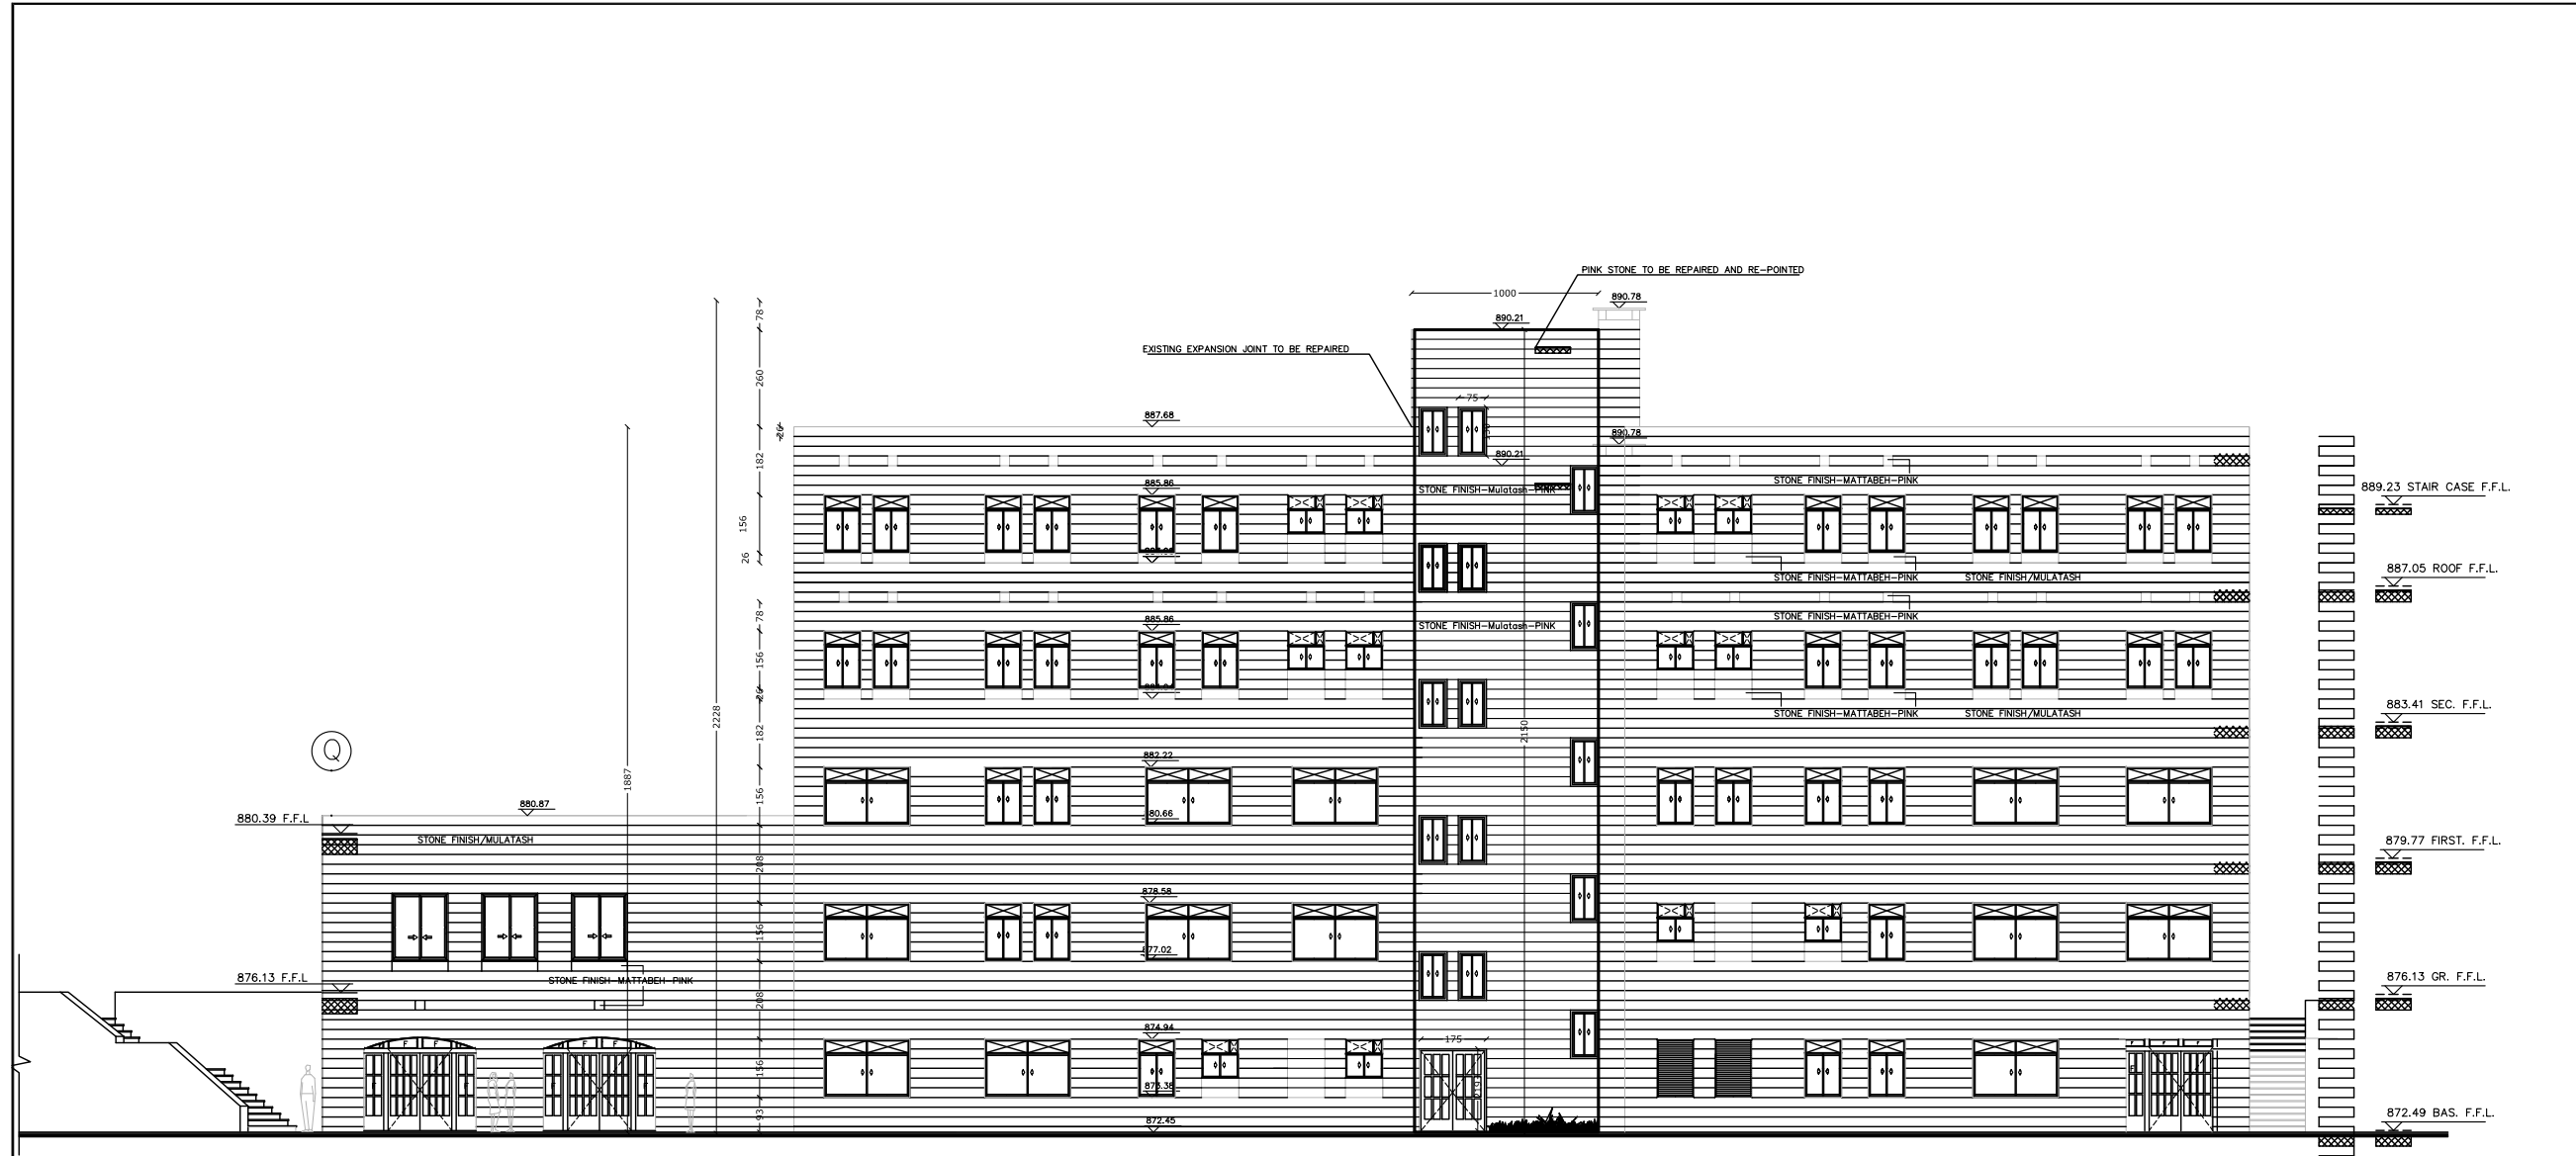 PINK STONE TO BE REPAIRED AND RE-POINTED
1000
890.78
78
890.21
EXISTING EXPANSION JOINT TO BE REPAIRED
260
75
887.68
26
890.78
182
890.21
885.86
STONE FINISH-Mulatash-PINK
STONE FINISH-MATTABEH-PINK
889.23 STAIR CASE F.F.L.
156
26
STONE FINISH-MATTABEH-PINK
STONE FINISH/MULATASH
887.05 ROOF F.F.L.
78
885.86
STONE FINISH-Mulatash-PINK
STONE FINISH-MATTABEH-PINK
156
26
2228
182
2150
STONE FINISH-MATTABEH-PINK
STONE FINISH/MULATASH
883.41 SEC. F.F.L.
Q
882.22
1887
156
880.87
880.39 F.F.L
880.66
STONE FINISH/MULATASH
879.77 FIRST. F.F.L.
208
878.58
156
877.02
876.13 F.F.L
STONE FINISH-MATTABEH-PINK
876.13 GR. F.F.L.
208
874.94
175
F
F
F
F
F
F
F
156
873.38
219
F
93
872.45
872.49 BAS. F.F.L.